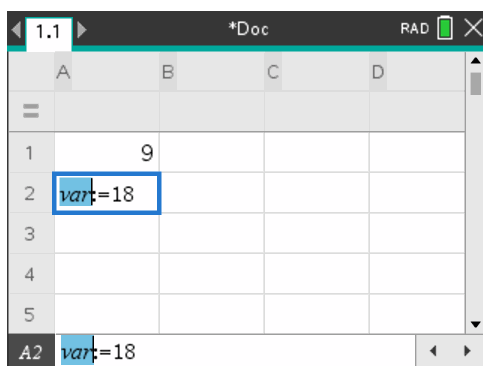 1.1 *Doc RAD
A B C D
=
1 9
2 var:=18
3
4
5
A2 var:=18